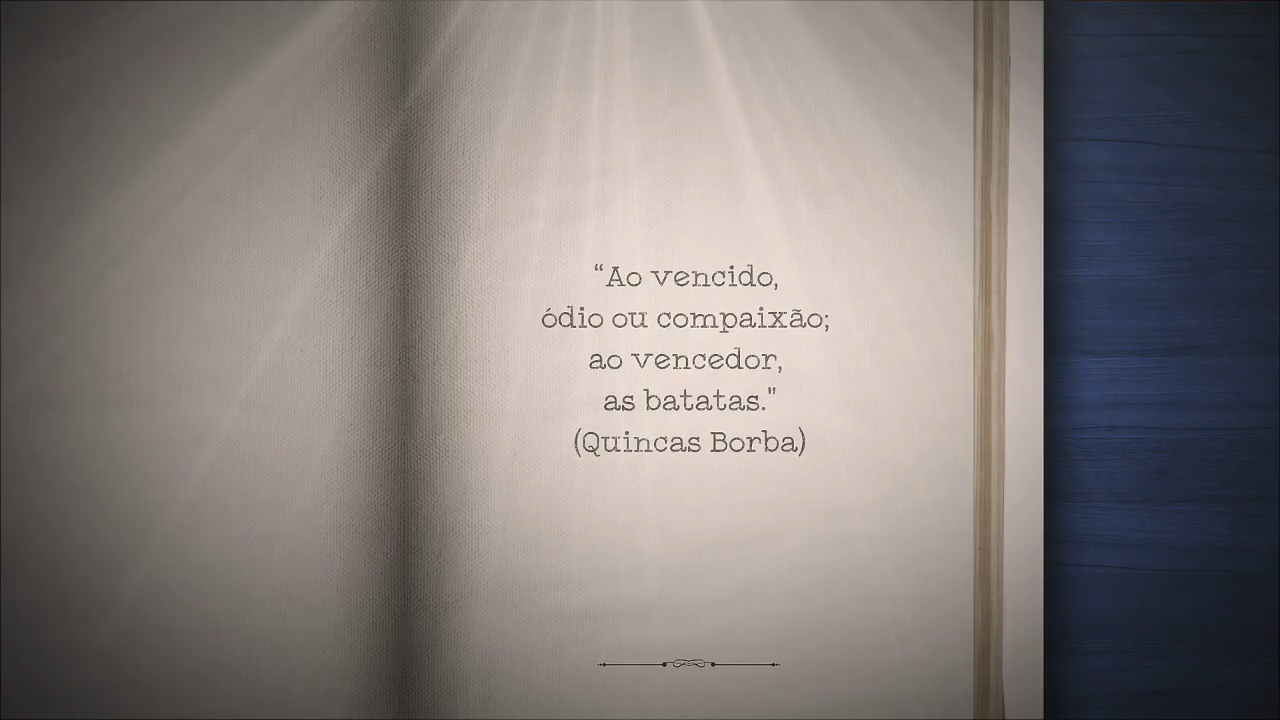 “Ao vencido,
ódio ou compaixão;
ao vencedor,
as batatas."
(Quincas Borba)